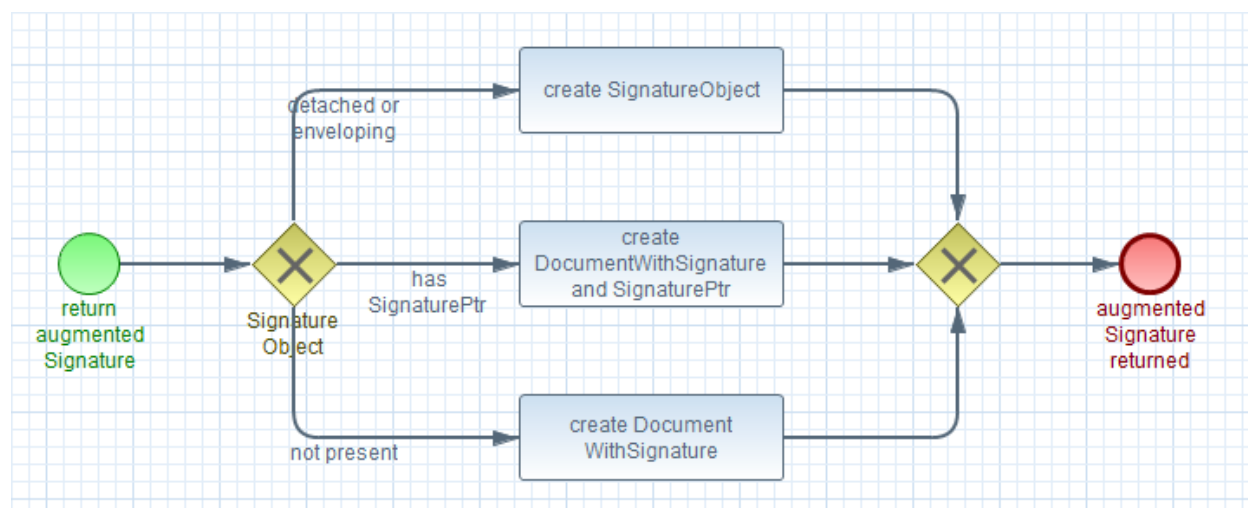 create SignatureObject
detached or
enveloping
create
DocumentWithSignature
and SignaturePtr
has
SignaturePtr
return
augmented
Signature
Signature
Object
augmented
Signature
returned
create Document
WithSignature
not present